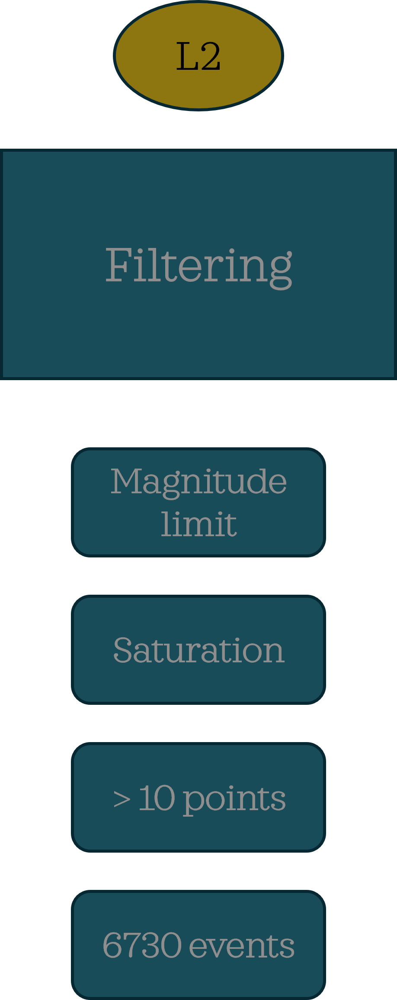 L2
Filtering
Magnitude
limit
Saturation
> 10 points
6730 events